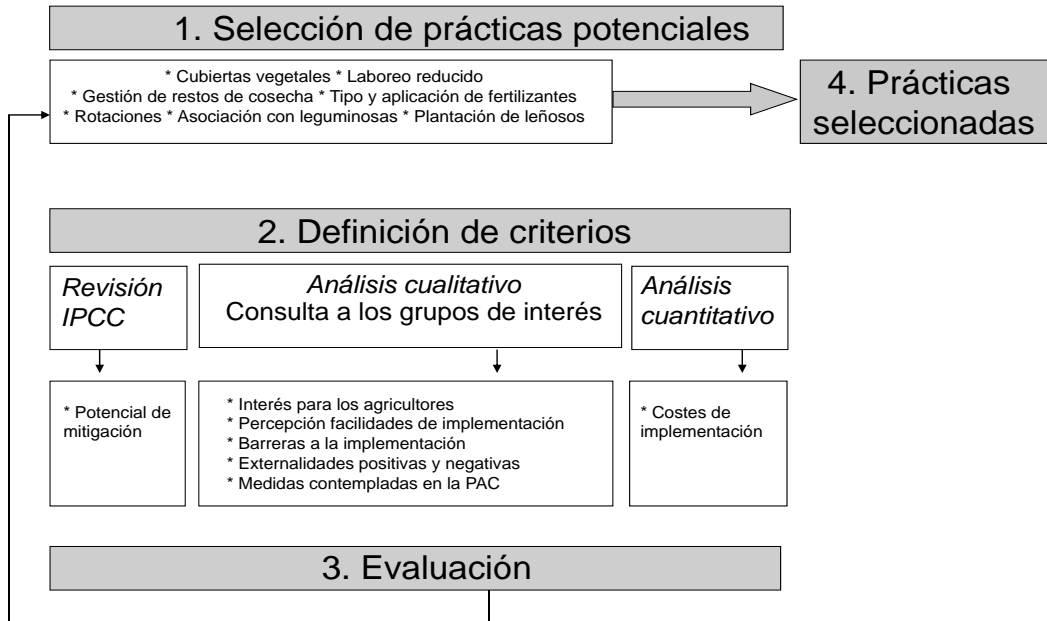 1. Selección de prácticas potenciales
* Cubiertas vegetales * Laboreo reducido
* Gestión de restos de cosecha * Tipo y aplicación de fertilizantes
* Rotaciones * Asociación con leguminosas * Plantación de leñosos
4. Prácticas
seleccionadas
2. Definición de criterios
Revisión
IPCC
Análisis cualitativo
Consulta a los grupos de interés
Análisis
cuantitativo
* Potencial de
mitigación
* Interés para los agricultores
* Percepción facilidades de implementación
* Barreras a la implementación
* Externalidades positivas y negativas
* Medidas contempladas en la PAC
* Costes de
implementación
3. Evaluación